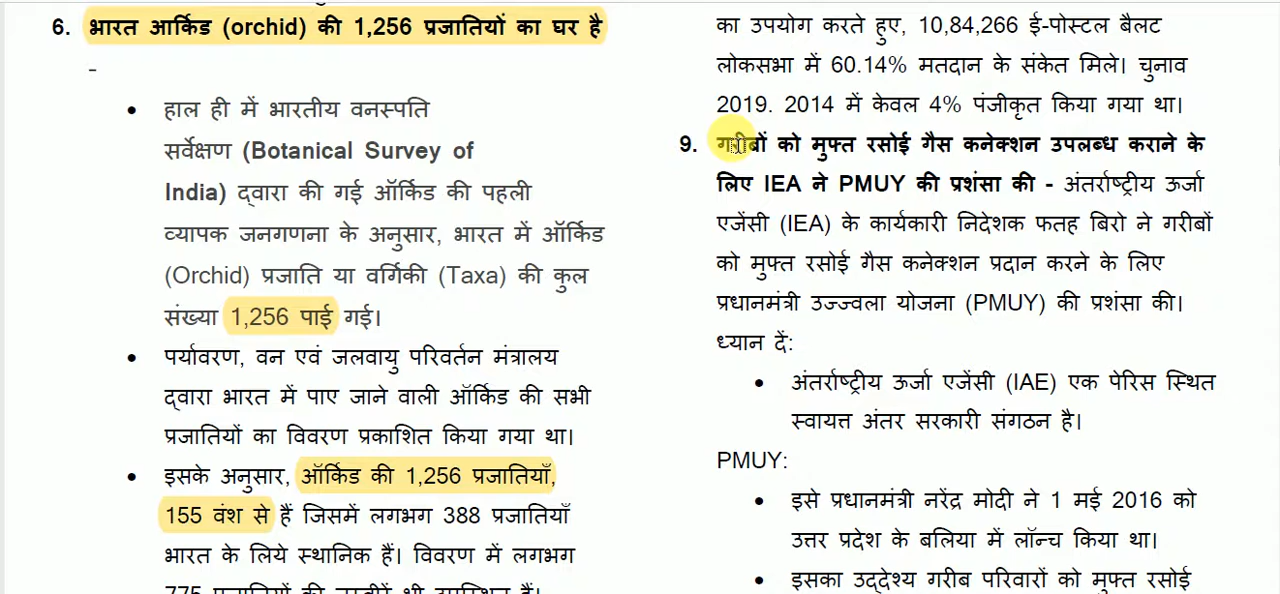 6. भारत आर्किड (orchid) की 1,256 प्रजातियों का घर है
-
• हाल ही में भारतीय वनस्पति
सर्वेक्षण (Botanical Survey of
India) द्वारा की गई ऑर्किड की पहली
व्यापक जनगणना के अनुसार, भारत में ऑर्किड
(Orchid) प्रजाति या वर्गिकी (Taxa) की कुल
संख्या 1,256 पाई गई।
• पर्यावरण, वन एवं जलवायु परिवर्तन मंत्रालय
द्वारा भारत में पाए जाने वाली ऑर्किड की सभी
प्रजातियों का विवरण प्रकाशित किया गया था।
• इसके अनुसार, ऑर्किड की 1,256 प्रजातियाँ,
155 वंश से हैं जिसमें लगभग 388 प्रजातियाँ
भारत के लिये स्थानिक हैं। विवरण में लगभग
775 प्रजातियों की तस्वीरें भी उपस्थित हैं।
का उपयोग करते हुए, 10,84,266 ई-पोस्टल बैलट
लोकसभा में 60.14% मतदान के संकेत मिले। चुनाव
2019. 2014 में केवल 4% पंजीकृत किया गया था।
9. गरीबों को मुफ्त रसोई गैस कनेक्शन उपलब्ध कराने के
लिए IEA ने PMUY की प्रशंसा की - अंतर्राष्ट्रीय ऊर्जा
एजेंसी (IEA) के कार्यकारी निदेशक फतह बिरो ने गरीबों
को मुफ्त रसोई गैस कनेक्शन प्रदान करने के लिए
प्रधानमंत्री उज्ज्वला योजना (PMUY) की प्रशंसा की।
ध्यान दें:
• अंतर्राष्ट्रीय ऊर्जा एजेंसी (IAE) एक पेरिस स्थित
स्वायत्त अंतर सरकारी संगठन है।
PMUY:
• इसे प्रधानमंत्री नरेंद्र मोदी ने 1 मई 2016 को
उत्तर प्रदेश के बलिया में लॉन्च किया था।
• इसका उद्देश्य गरीब परिवारों को मुफ्त रसोई